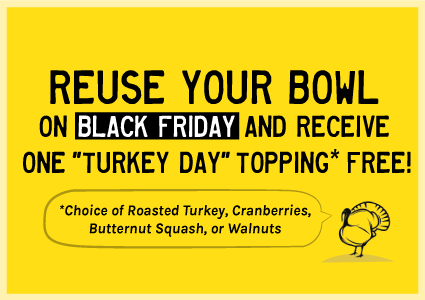 REUSE YOUR BOWL
ON BLACK FRIDAY AND RECEIVE
ONE "TURKEY DAY" TOPPING* FREE!
*Choice of Roasted Turkey, Cranberries,
Butternut Squash, or Walnuts